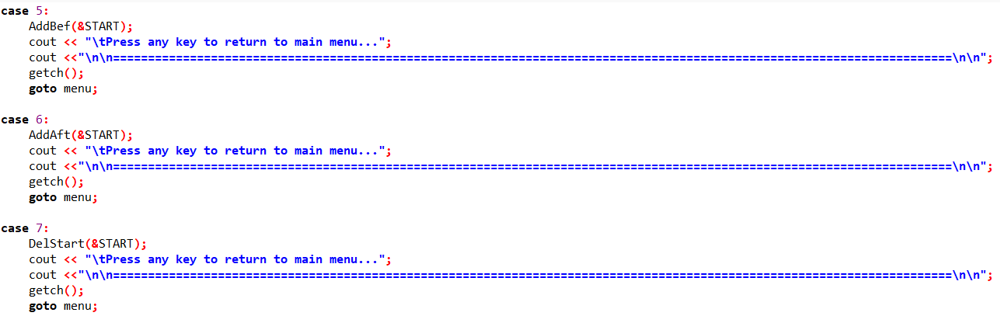 case 5:
    AddBef(&START);
    cout << "\tPress any key to return to main menu...";
    cout <<"\n\n========================================================================================================================\n\n";
    getch();
    goto menu;

case 6:
    AddAft(&START);
    cout << "\tPress any key to return to main menu...";
    cout <<"\n\n========================================================================================================================\n\n";
    getch();
    goto menu;

case 7:
    DelStart(&START);
    cout << "\tPress any key to return to main menu...";
    cout <<"\n\n========================================================================================================================\n\n";
    getch();
    goto menu;